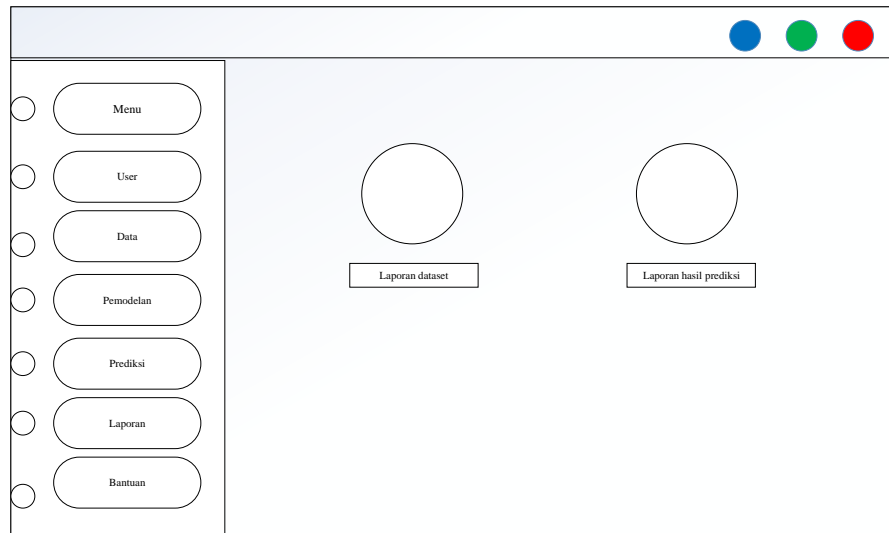 Menu
User
Data
Pemodelan
Prediksi
Laporan
Bantuan
Laporan dataset
Laporan hasil prediksi